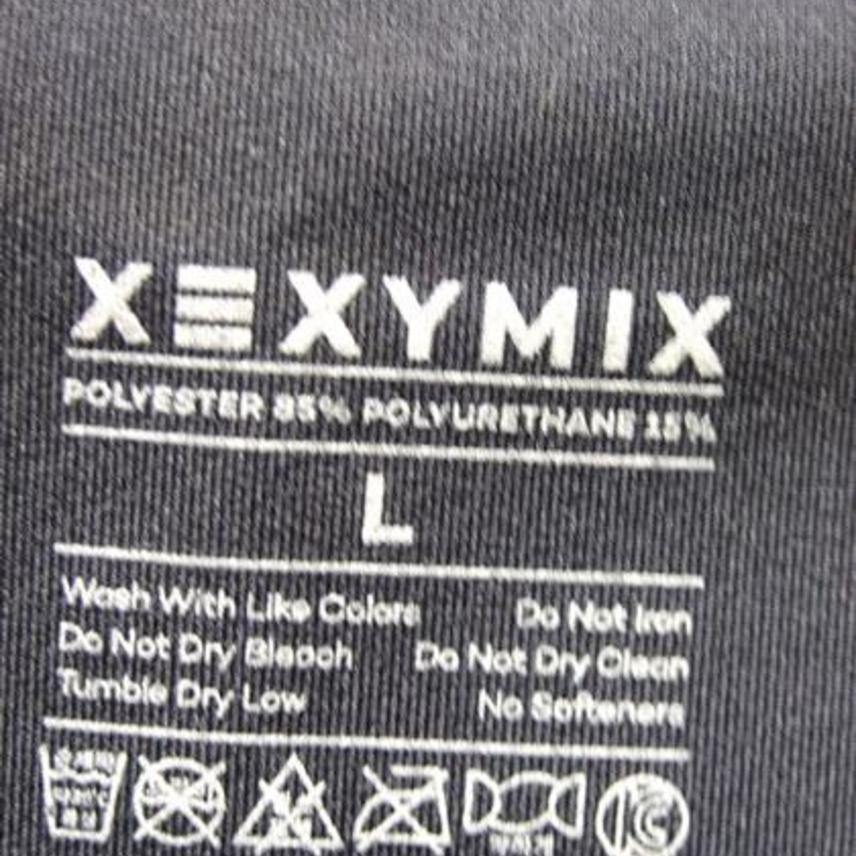 XEXYMIX
POLYESTER 85% POLYURETHANE 15%
L
Wash With Like Colors Do Not Iron
Do Not Dry Bleach Do Not Dry Clean
Tumble Dry Low No Softeners